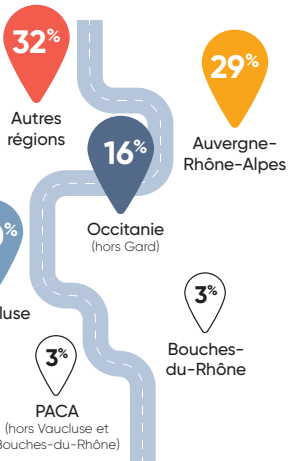 32%
Autres
régions
29%
Auvergne-
Rhône-Alpes
16%
Occitanie
(hors Gard)
%
3%
Bouches-
du-Rhône
3%
PACA
(hors Vaucluse et
Bouches-du-Rhône)